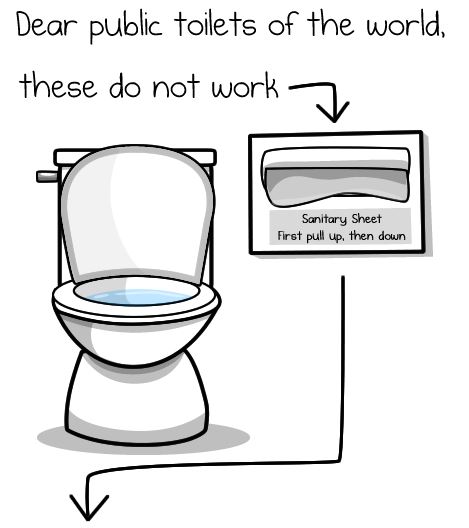 Dear public toilets of the world,
these do not work
Sanitary Sheet
First pull up, then down